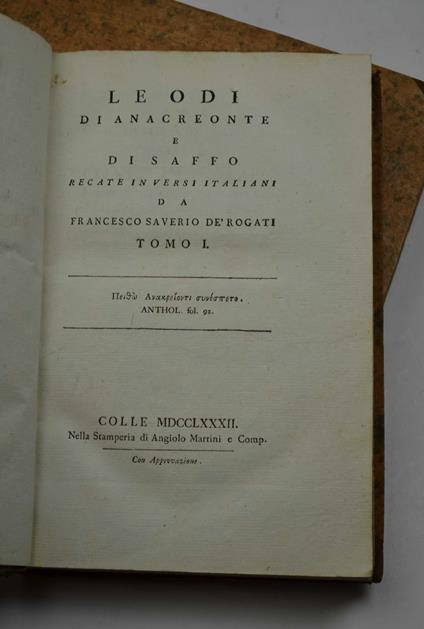 LE ODI
DI ANACREONTE
E
DI SAFFO
RECATE IN VERSI ITALIANI
DA
FRANCESCO SAVERIO DE' ROGATI
TOMO I.
Πειθὼ Ανακρείοντι συνέσπετο.
ANTHOL. fol. 92.
COLLE MDCCLXXXII.
Nella Stamperia di Angiolo Martini e Comp.
Con Approvazione.